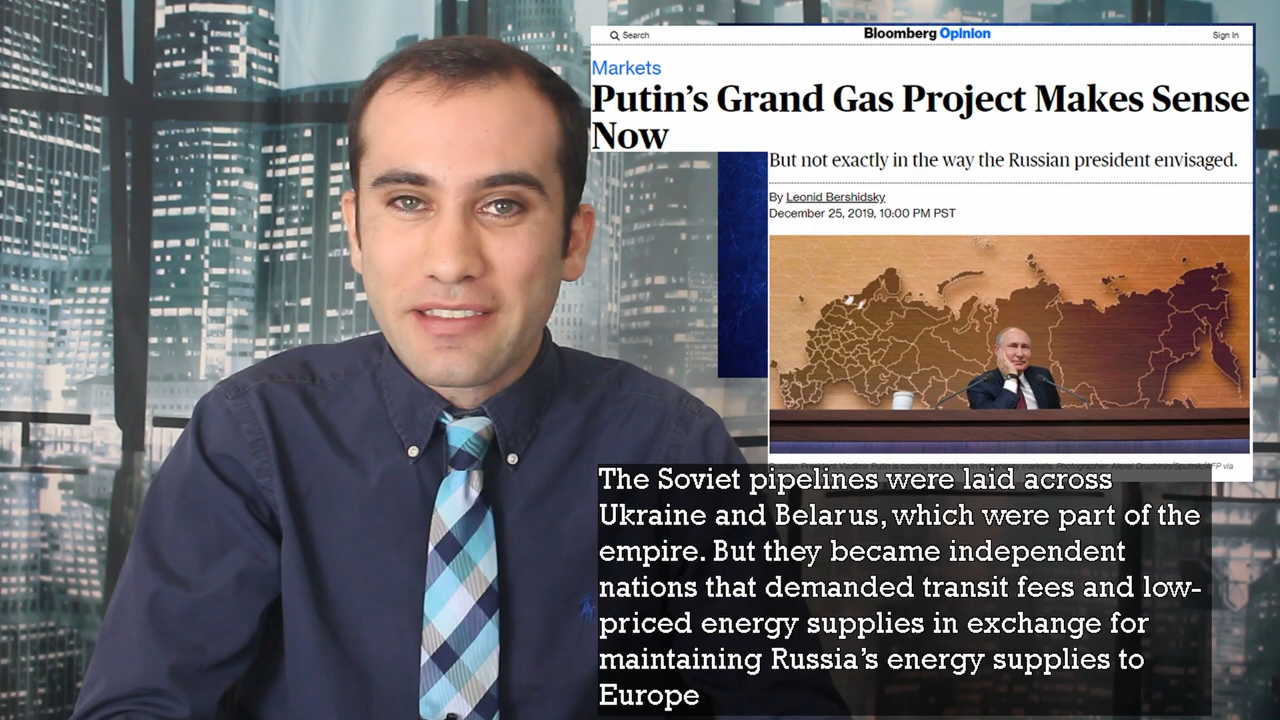 Search
Bloomberg Opinion
Sign In
Markets
Putin's Grand Gas Project Makes Sense
Now
But not exactly in the way the Russian president envisaged.
By Leonid Bershidsky
December 25, 2019, 10:00 PM PST
The Soviet pipelines were laid across
Ukraine and Belarus, which were part of the
empire. But they became independent
nations that demanded transit fees and low-
priced energy supplies in exchange for
maintaining Russia's energy supplies to
Europe